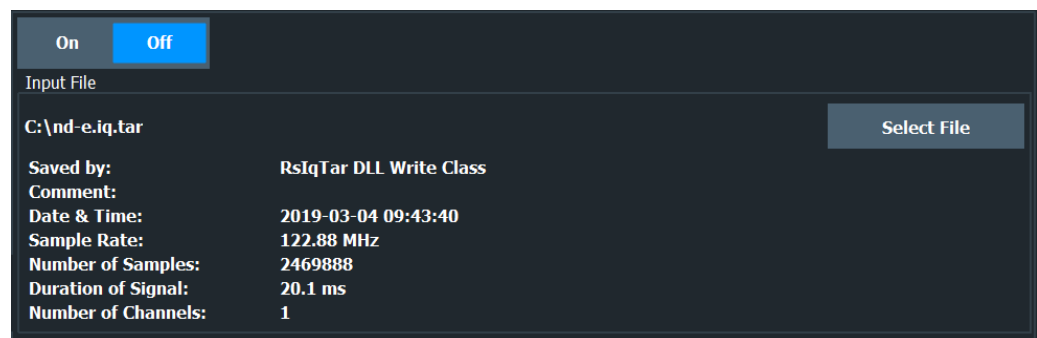 On Off
Input File
C:\nd-e.iq.tar Select File
Saved by: RsIqTar DLL Write Class
Comment:
Date & Time: 2019-03-04 09:43:40
Sample Rate: 122.88 MHz
Number of Samples: 2469888
Duration of Signal: 20.1 ms
Number of Channels: 1